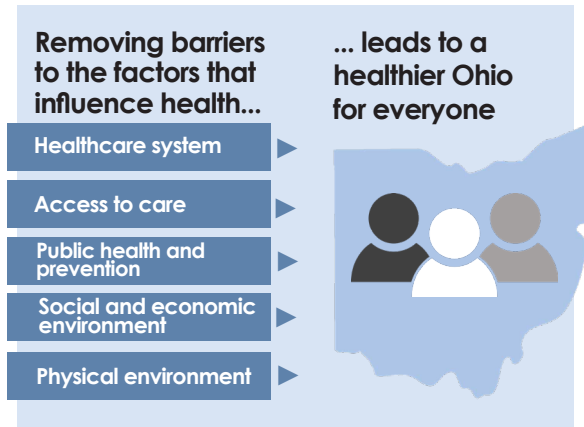 Removing barriers
to the factors that
influence health...
Healthcare system
Access to care
Public health and
prevention
Social and economic
environment
Physical environment
... leads to a
healthier Ohio
for everyone